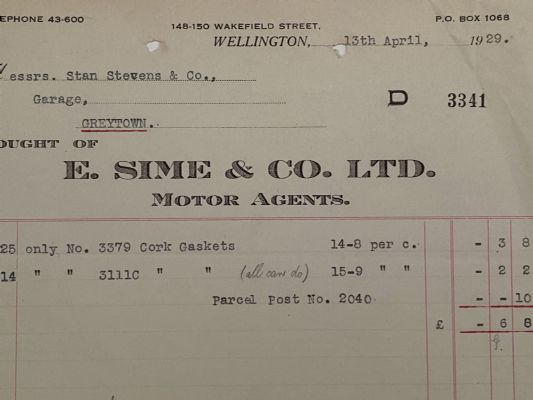 EPHONE 43-600 148-150 WAKEFIELD STREET, P.O. BOX 1068
WELLINGTON, 13th April, 1929.
essrs. Stan Stevens & Co.,
Garage,
D 3341
GREYTOWN.
OUGHT OF
E. SIME & CO. LTD.
MOTOR AGENTS.
25 only No. 3379 Cork Gaskets 14-8 per c. - 3 8
14 " " 3111C " " (all can do) 15-9 " " - 2 2
Parcel Post No. 2040 - - 10
£ - 6 8